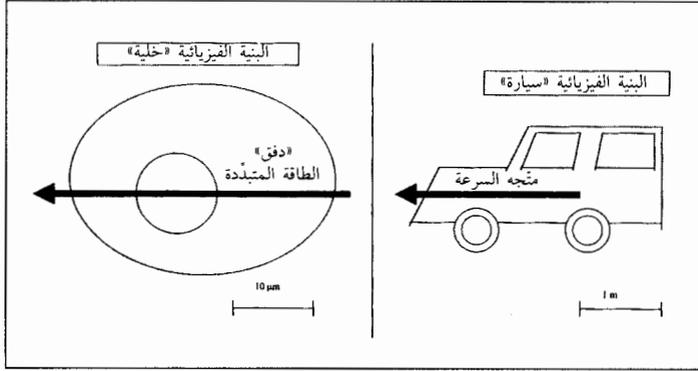 البنية الفيزيائية «سيارة»
متّجه السرعة
1 m
البنية الفيزيائية «خلية»
«دفق»
الطاقة المتبدِّدة
10 µm